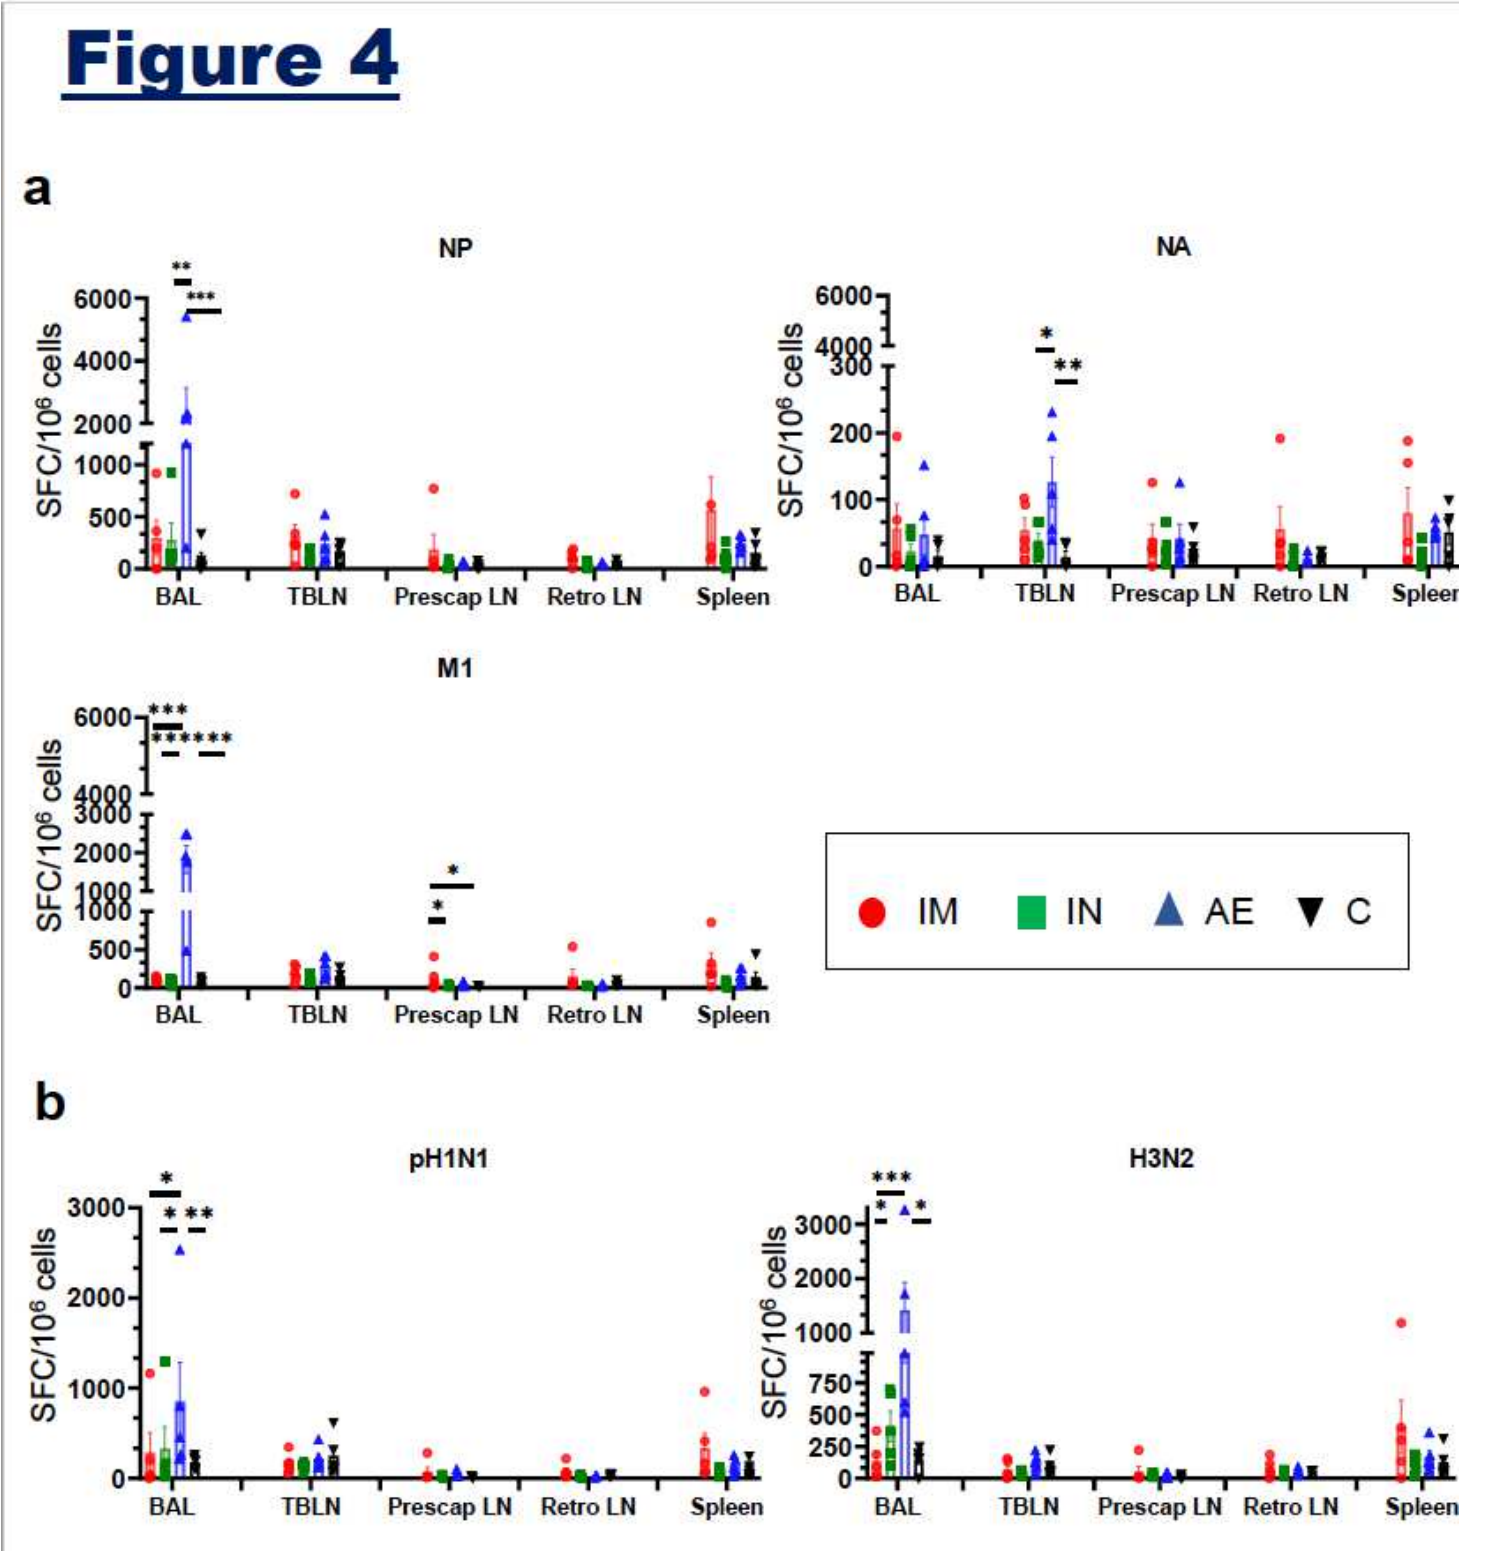 Figure 4
a
NP
**
***
6000
4000
2000
1000
500
0
SFC/10⁶ cells
BAL TBLN Prescap LN Retro LN Spleen
NA
*
**
6000
4000
300
200
100
0
SFC/10⁶ cells
BAL TBLN Prescap LN Retro LN Spleen
M1
***
*******
*
*
6000
4000
3000
2000
1000
1000
500
0
SFC/10⁶ cells
BAL TBLN Prescap LN Retro LN Spleen
IM IN AE C
b
pH1N1
*
* **
3000
2000
1000
0
SFC/10⁶ cells
BAL TBLN Prescap LN Retro LN Spleen
H3N2
***
* *
3000
2000
1000
750
500
250
0
SFC/10⁶ cells
BAL TBLN Prescap LN Retro LN Spleen